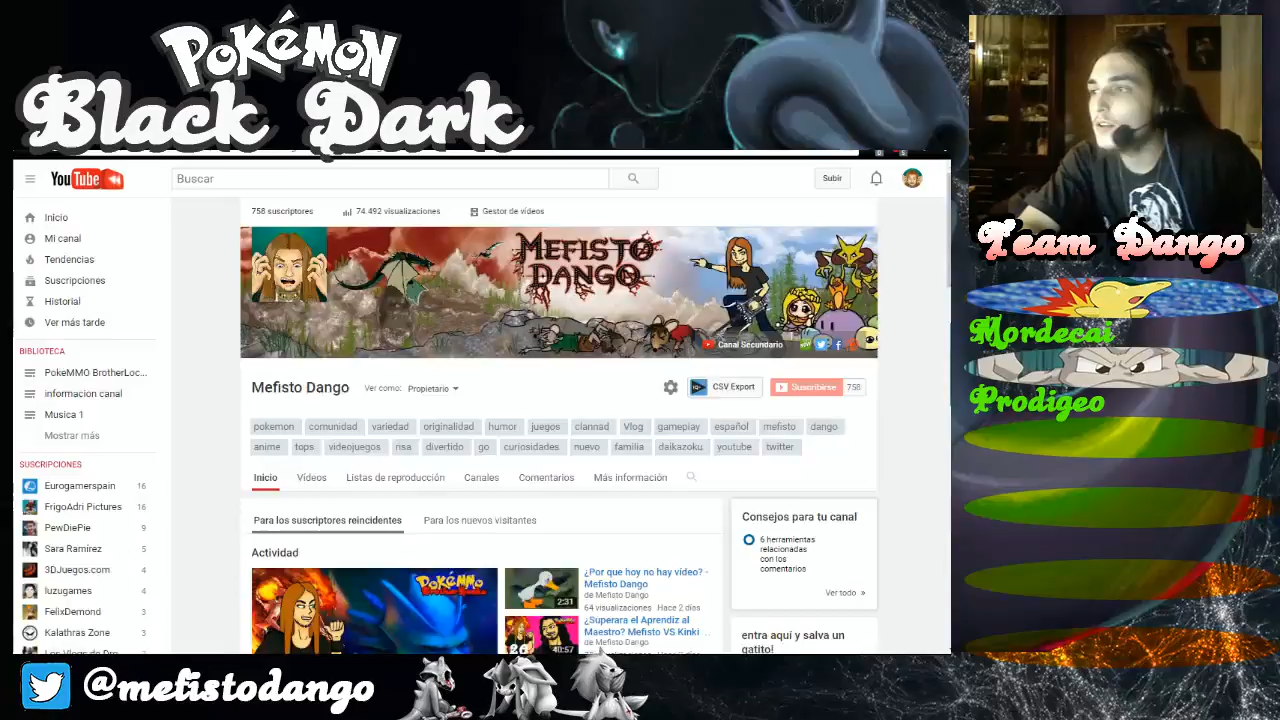 POKéMON
Black Dark
YouTube
Buscar
Subir
Inicio
Mi canal
Tendencias
Suscripciones
Historial
Ver más tarde
BIBLIOTECA
PokeMMO BrotherLoc...
informacion canal
Musica 1
Mostrar más
SUSCRIPCIONES
Eurogamerspain 16
FrigoAdri Pictures 16
PewDiePie 9
Sara Ramírez 5
3DJuegos.com 4
luzugames 4
FelixDemond 3
Kalathras Zone 3
758 suscriptores
74.492 visualizaciones
Gestor de vídeos
MEFISTO
DANGO
Canal Secundario
Mefisto Dango
Ver como: Propietario
CSV Export
Suscribirse 758
pokemon comunidad variedad originalidad humor juegos clannad Vlog gameplay español mefisto dango
anime tops videojuegos risa divertido go curiosidades nuevo familia daikazoku youtube twitter
Inicio Vídeos Listas de reproducción Canales Comentarios Más información
Para los suscriptores reincidentes
Para los nuevos visitantes
Actividad
POKéMMO
2:31
¿Por que hoy no hay vídeo? -
Mefisto Dango
de Mefisto Dango
64 visualizaciones Hace 2 días
40:57
¿Superara el Aprendiz al
Maestro? Mefisto VS Kinki ...
de Mefisto Dango
Consejos para tu canal
6 herramientas
relacionadas
con los
comentarios
Ver todo »
entra aquí y salva un
gatito!
Team Dango
Mordecai
Prodigeo
@mefistodango